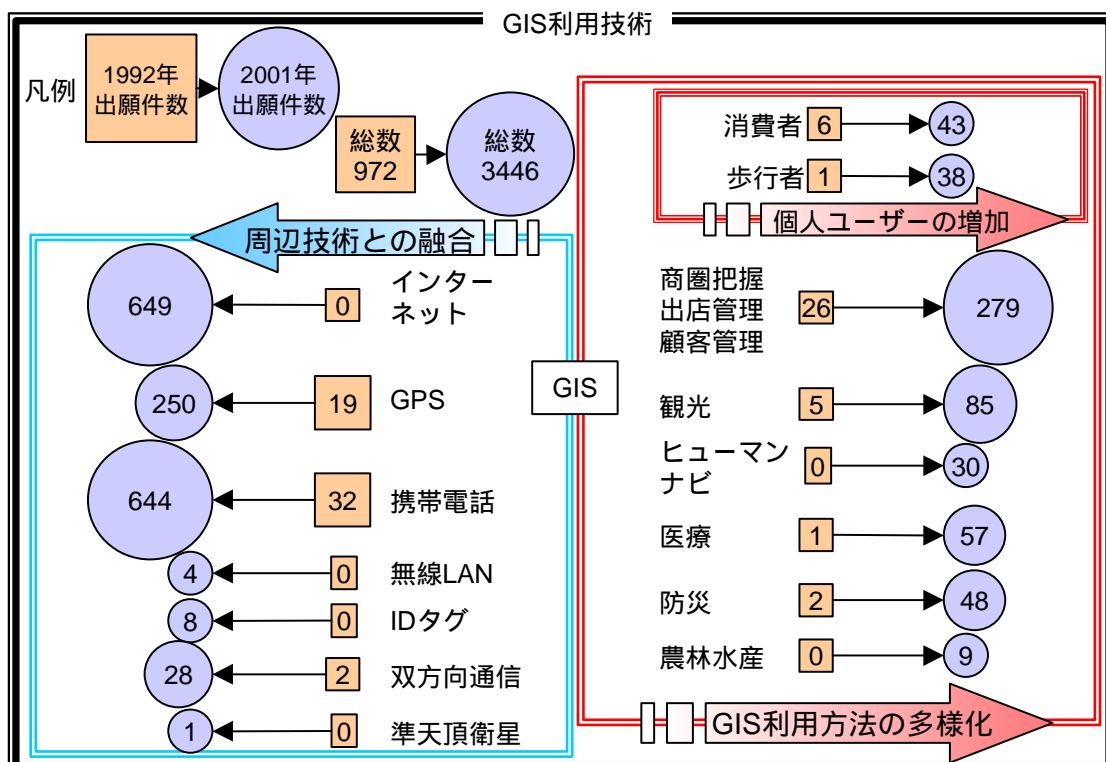 GIS利用技術
凡例
1992年
出願件数
2001年
出願件数
総数
972
総数
3446
消費者 6 43
歩行者 1 38
個人ユーザーの増加
周辺技術との融合
649 0 インター
ネット
250 19 GPS
644 32 携帯電話
4 0 無線LAN
8 0 IDタグ
28 2 双方向通信
1 0 準天頂衛星
GIS
商圏把握
出店管理 26 279
顧客管理
観光 5 85
ヒューマン
ナビ 0 30
医療 1 57
防災 2 48
農林水産 0 9
GIS利用方法の多様化